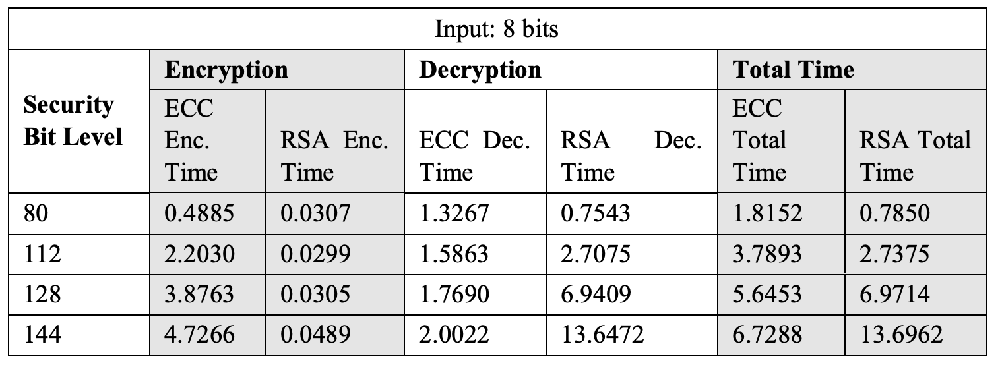 Input: 8 bits
Security Bit Level
Encryption
Decryption
Total Time
ECC Enc. Time
RSA Enc. Time
ECC Dec. Time
RSA Dec. Time
ECC Total Time
RSA Total Time
80 0.4885 0.0307 1.3267 0.7543 1.8152 0.7850
112 2.2030 0.0299 1.5863 2.7075 3.7893 2.7375
128 3.8763 0.0305 1.7690 6.9409 5.6453 6.9714
144 4.7266 0.0489 2.0022 13.6472 6.7288 13.6962